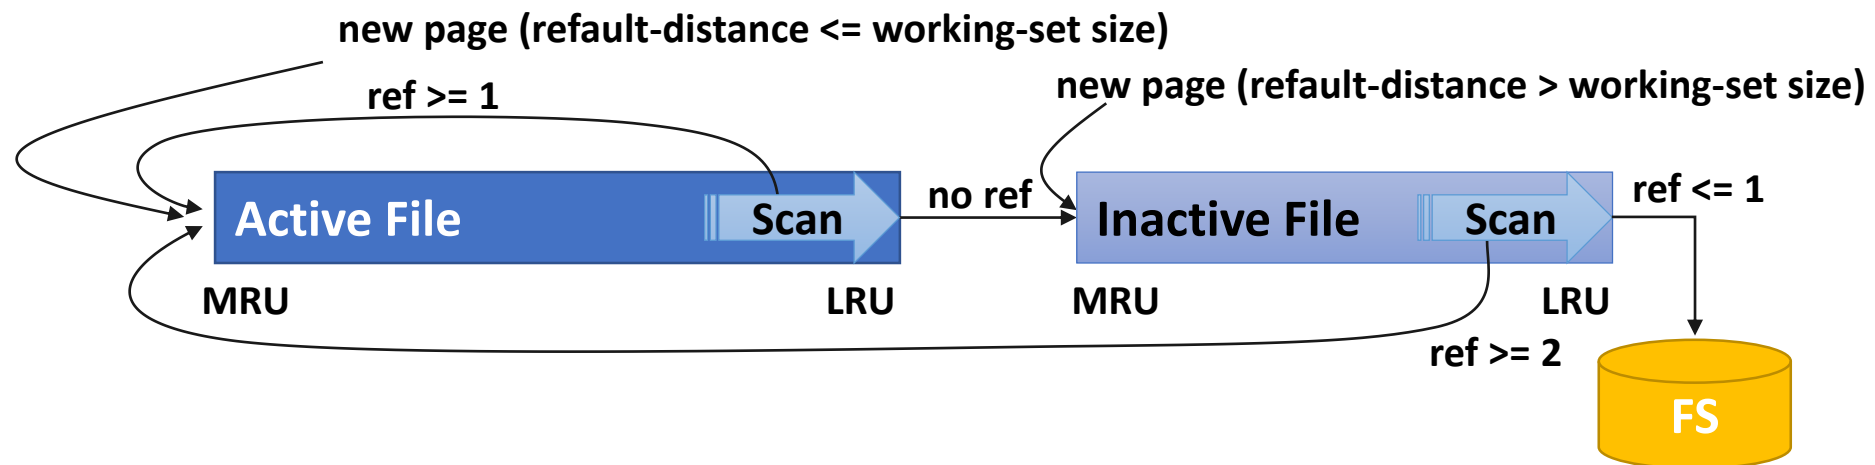 new page (refault-distance <= working-set size)
new page (refault-distance > working-set size)
ref >= 1
Active File
Scan
no ref
Inactive File
Scan
ref <= 1
MRU
LRU
MRU
LRU
ref >= 2
FS